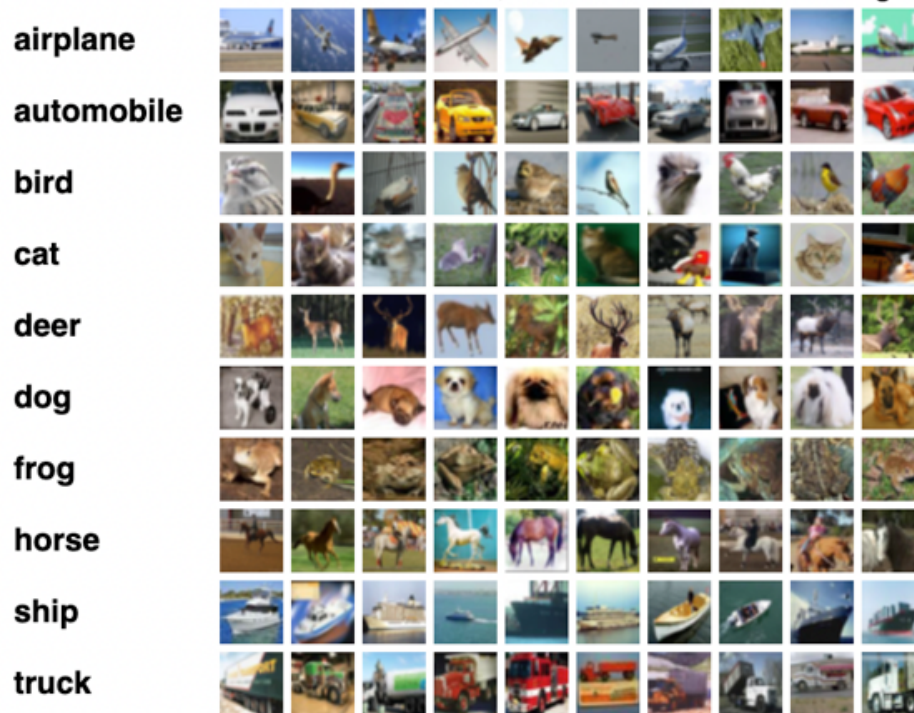 airplane
automobile
bird
cat
deer
dog
frog
horse
ship
truck